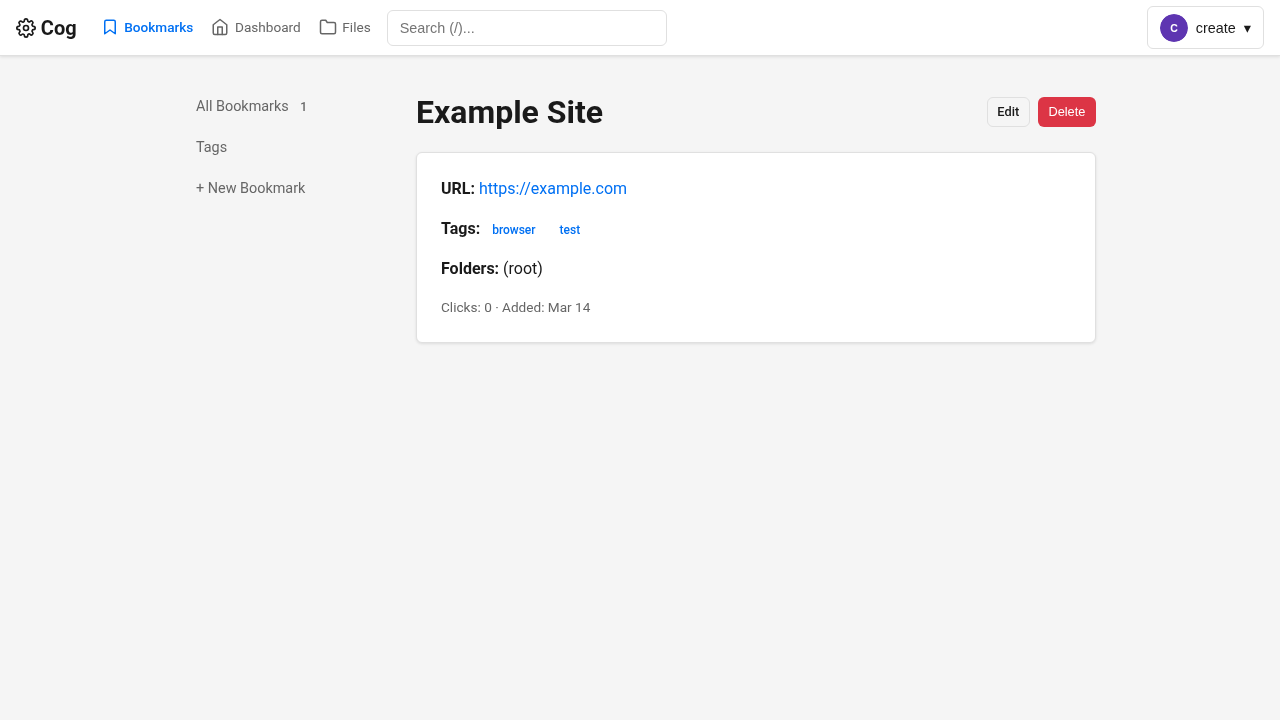 Cog Bookmarks Dashboard Files Search (/)... C create ▾
All Bookmarks 1
Tags
+ New Bookmark
Example Site Edit Delete
URL: https://example.com
Tags: browser test
Folders: (root)
Clicks: 0 · Added: Mar 14